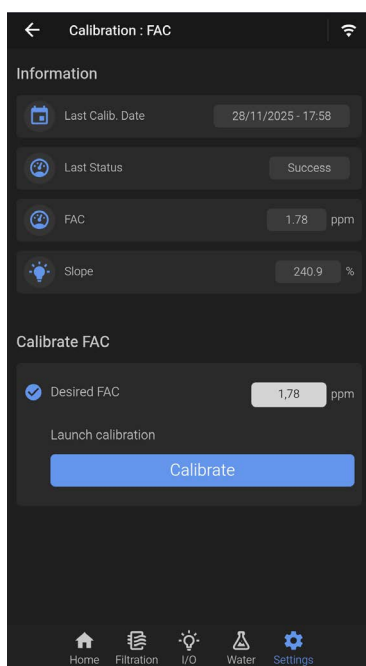 Calibration : FAC
Information
Last Calib. Date 28/11/2025 - 17:58
Last Status Success
FAC 1.78 ppm
Slope 240.9 %
Calibrate FAC
Desired FAC 1,78 ppm
Launch calibration
Calibrate
Home Filtration I/O Water Settings